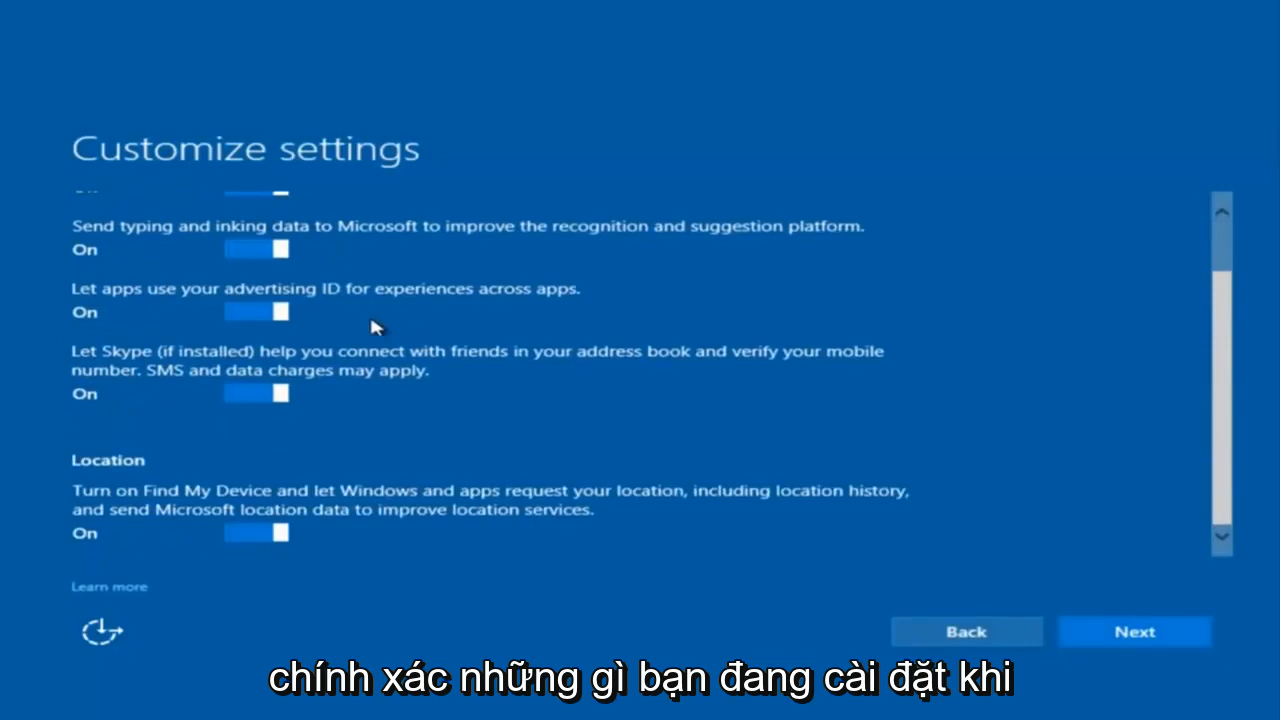 Customize settings
Send typing and inking data to Microsoft to improve the recognition and suggestion platform.
On
Let apps use your advertising ID for experiences across apps.
On
Let Skype (if installed) help you connect with friends in your address book and verify your mobile
number. SMS and data charges may apply.
On
Location
Turn on Find My Device and let Windows and apps request your location, including location history,
and send Microsoft location data to improve location services.
On
Learn more
Back
Next
chính xác những gì bạn đang cài đặt khi